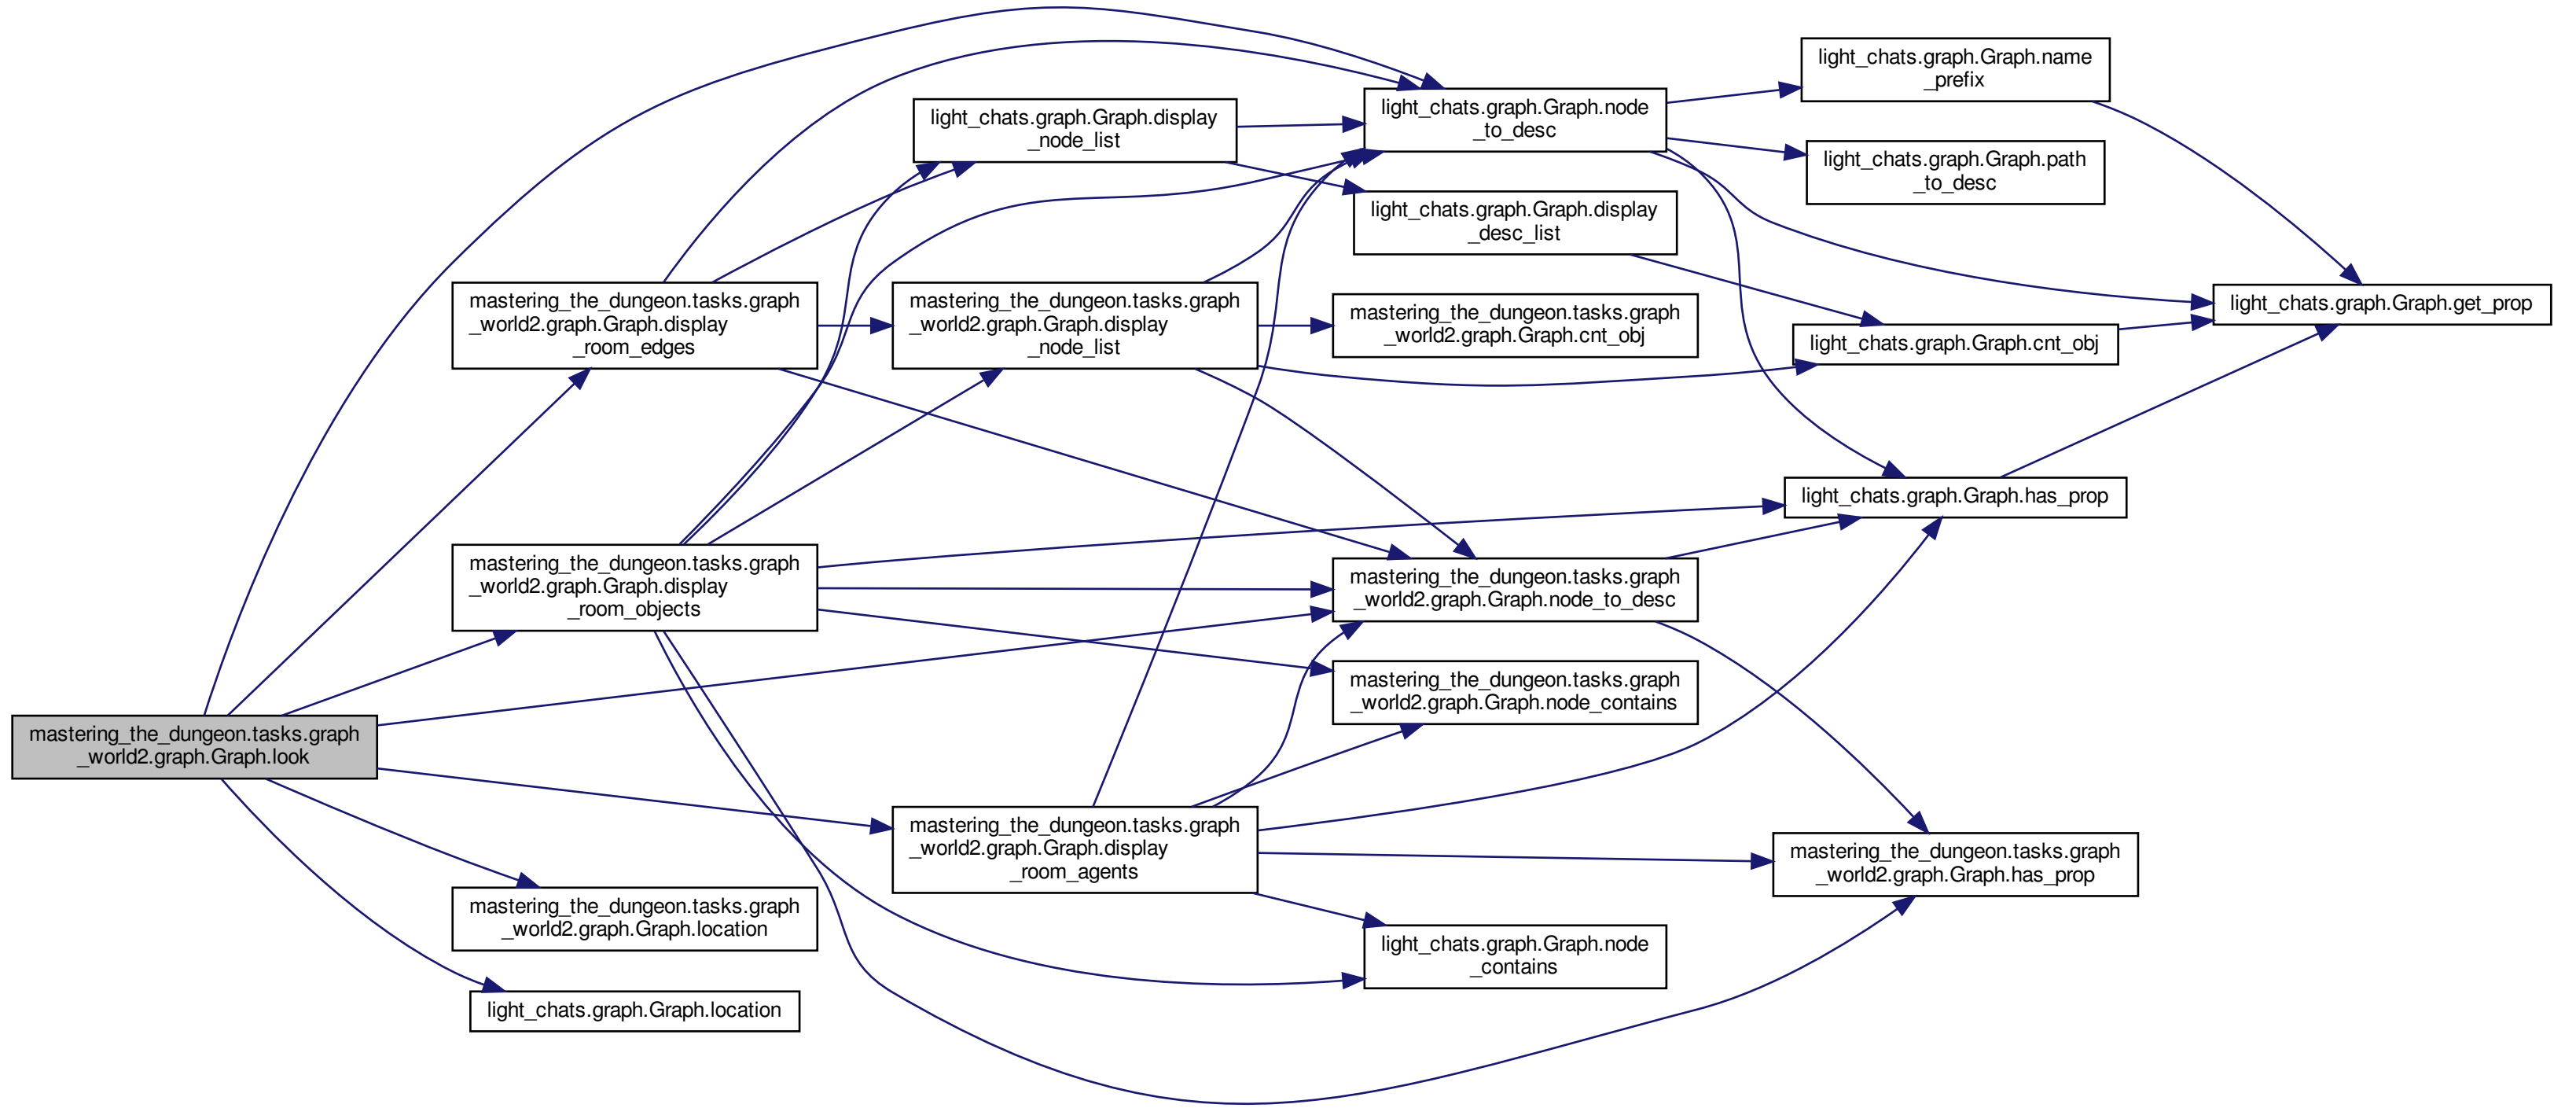 mastering_the_dungeon.tasks.graph
_world2.graph.Graph.look
mastering_the_dungeon.tasks.graph
_world2.graph.Graph.display
_room_edges
mastering_the_dungeon.tasks.graph
_world2.graph.Graph.display
_room_objects
mastering_the_dungeon.tasks.graph
_world2.graph.Graph.location
light_chats.graph.Graph.location
light_chats.graph.Graph.display
_node_list
mastering_the_dungeon.tasks.graph
_world2.graph.Graph.display
_node_list
mastering_the_dungeon.tasks.graph
_world2.graph.Graph.display
_room_agents
light_chats.graph.Graph.node
_to_desc
light_chats.graph.Graph.display
_desc_list
mastering_the_dungeon.tasks.graph
_world2.graph.Graph.cnt_obj
mastering_the_dungeon.tasks.graph
_world2.graph.Graph.node_to_desc
mastering_the_dungeon.tasks.graph
_world2.graph.Graph.node_contains
light_chats.graph.Graph.node
_contains
light_chats.graph.Graph.name
_prefix
light_chats.graph.Graph.path
_to_desc
light_chats.graph.Graph.cnt_obj
light_chats.graph.Graph.has_prop
mastering_the_dungeon.tasks.graph
_world2.graph.Graph.has_prop
light_chats.graph.Graph.get_prop